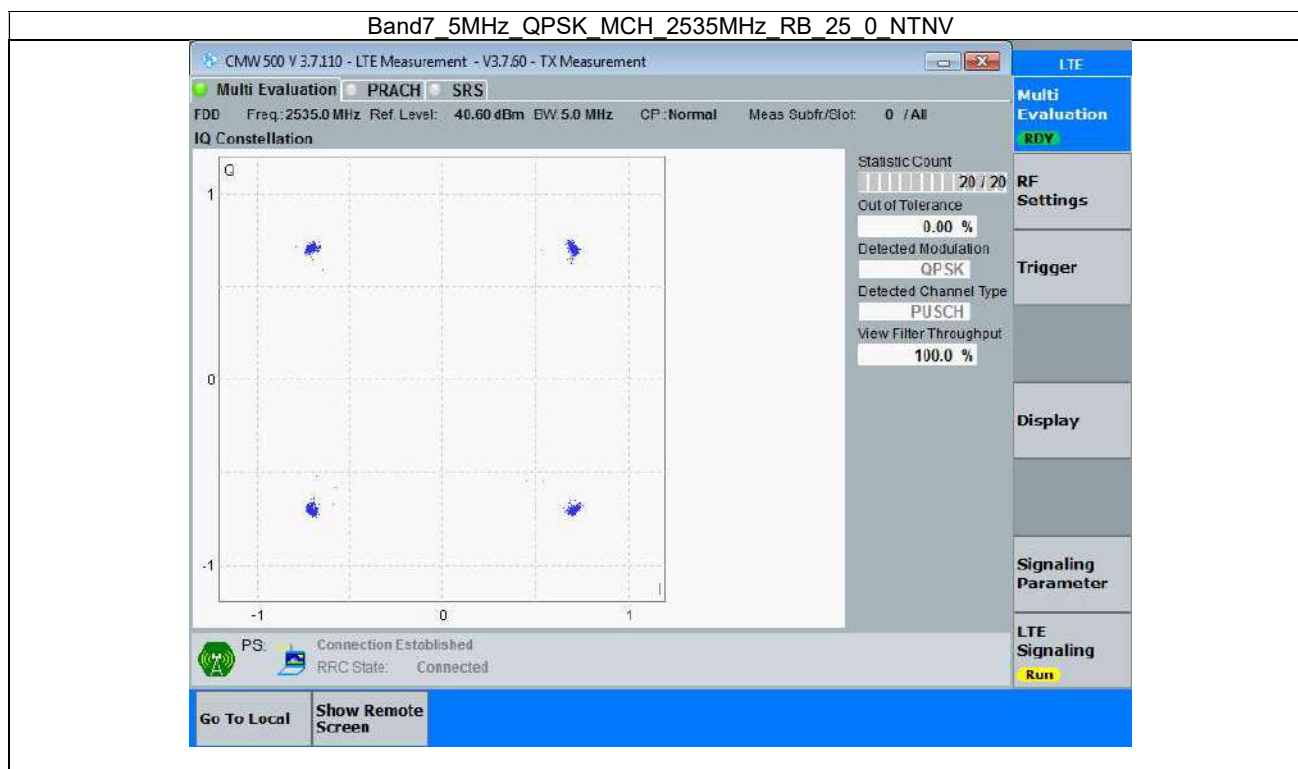 Band7_5MHz_QPSK_MCH_2535MHz_RB_25_0_NTNV
CMW 500 V 3.7.110 - LTE Measurement - V3.7.60 - TX Measurement
LTE
Multi Evaluation PRACH SRS
FDD Freq.: 2535.0 MHz Ref. Level: 40.60 dBm BW: 5.0 MHz CP: Normal Meas Subfr/Slot: 0 / All
IQ Constellation
Q
1
0
-1
-1 0 1
I
Statistic Count
20 / 20
Out of Tolerance
0.00 %
Detected Modulation
QPSK
Detected Channel Type
PUSCH
View Filter Throughput
100.0 %
Multi
Evaluation
RDY
RF
Settings
Trigger
Display
Signaling
Parameter
LTE
Signaling
Run
PS: Connection Established
RRC State: Connected
Go To Local
Show Remote
Screen